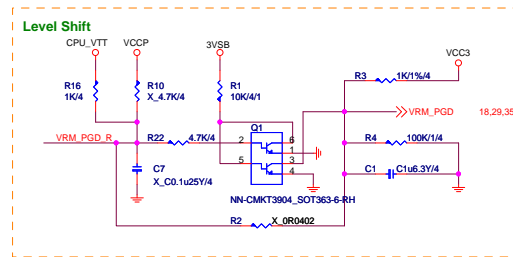 Level Shift
CPU_VTT
VCCP
3VSB
VCC3
R16
1K/4
R10
X_4.7K/4
R1
10K/4/1
R3
1K/1%/4
VRM_PGD
18,29,35
Q1
VRM_PGD_R
R22
4.7K/4
2
6
1
5
3
4
R4
100K/1/4
C7
X_C0.1u25Y/4
C1
C1u6.3Y/4
NN-CMKT3904_SOT363-6-RH
R2
X_0R0402